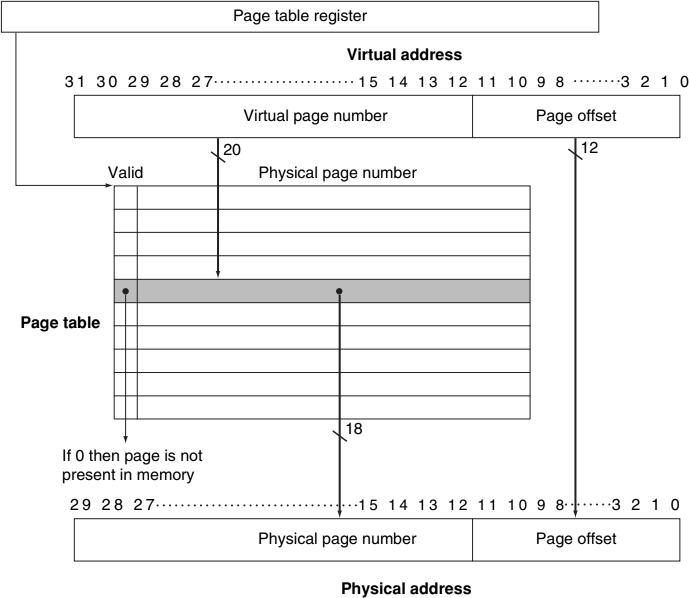 Page table register
Virtual address
31 30 29 28 27····················15 14 13 12 11 10 9 8 ········3 2 1 0
Virtual page number Page offset
20 12
Valid Physical page number
Page table
18
If 0 then page is not
present in memory
29 28 27·····························15 14 13 12 11 10 9 8·······3 2 1 0
Physical page number Page offset
Physical address